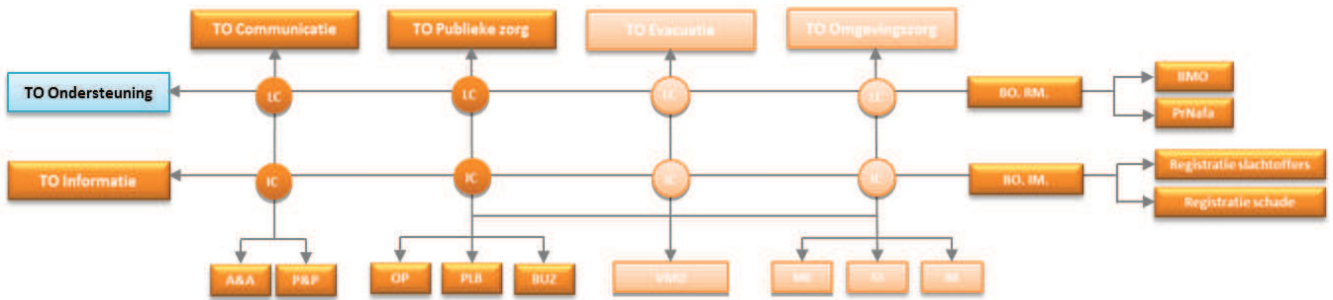 TO Communicatie
TO Publieke zorg
TO Evacuatie
TO Omgevingszorg
TO Ondersteuning
LC
LC
LC
LC
BO. RM.
BMO
PrNafa
TO Informatie
IC
IC
IC
IC
BO. IM.
Registratie slachtoffers
Registratie schade
A&A
P&P
OP
PLB
BUZ